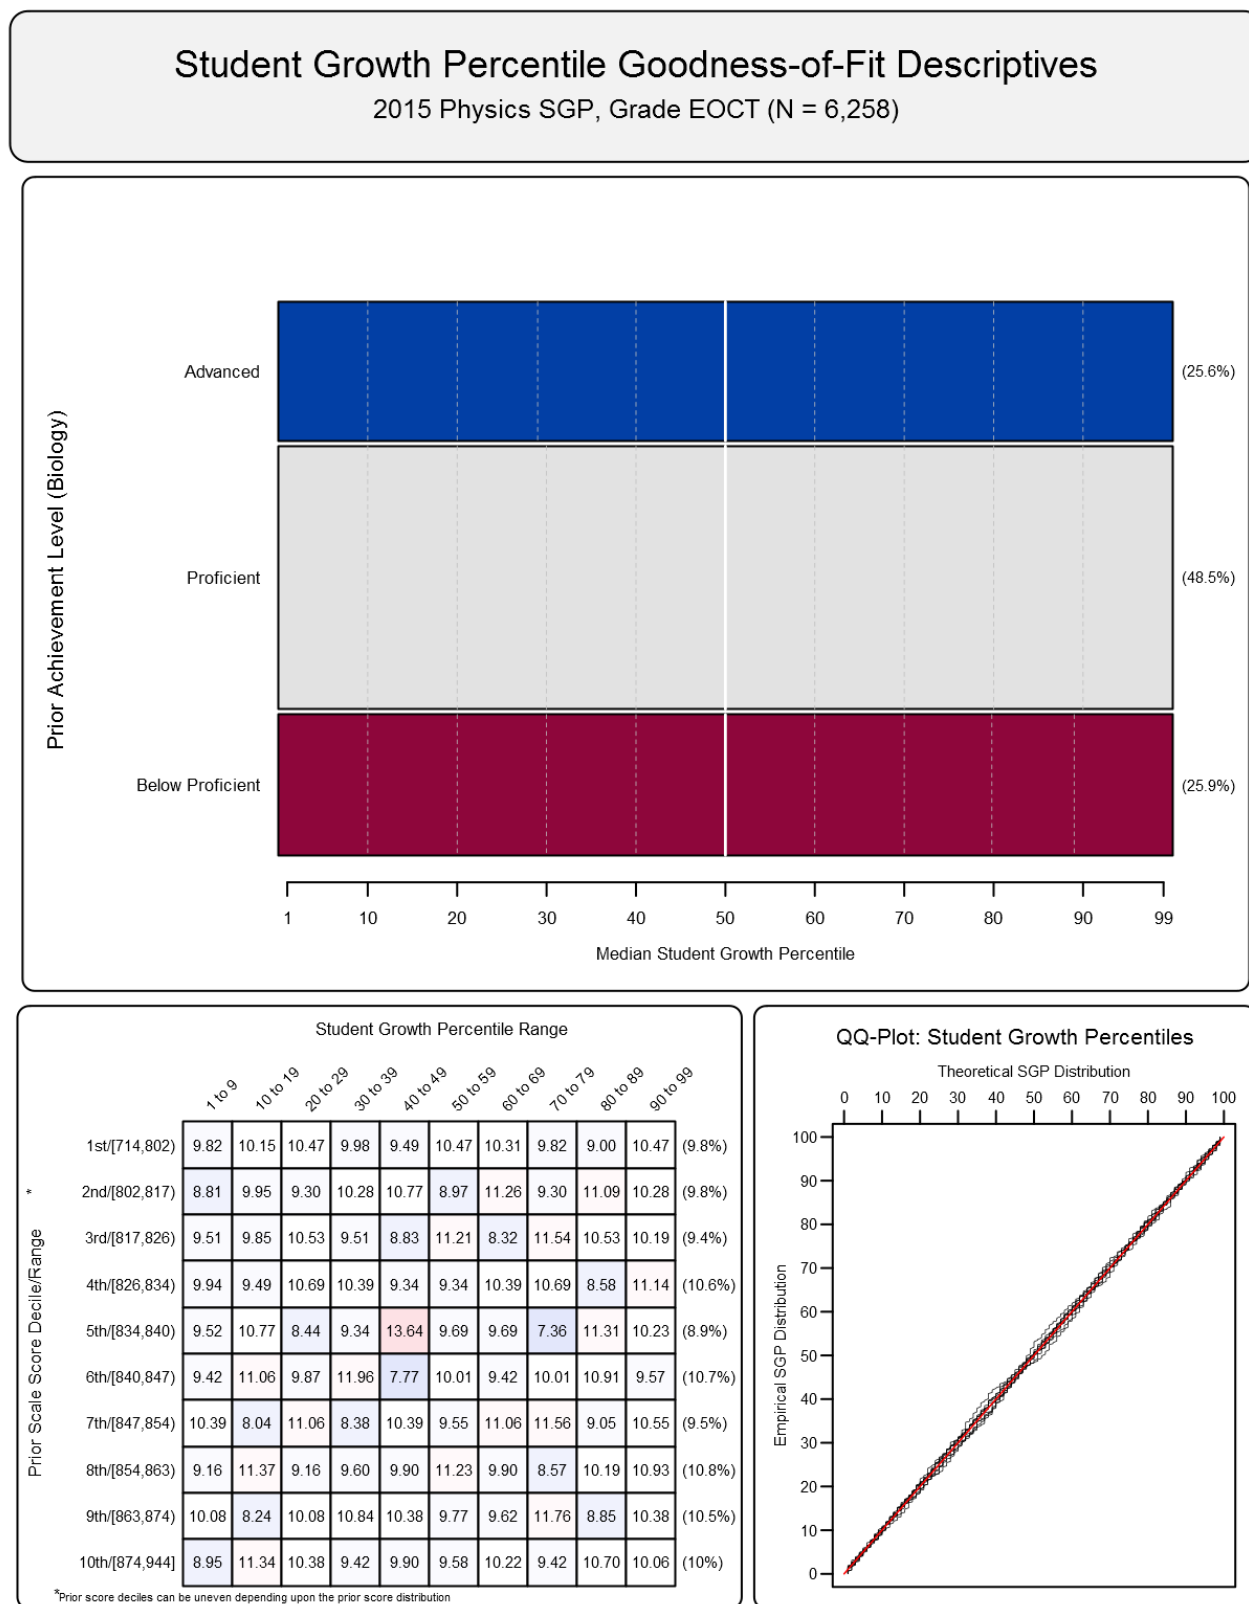 Student Growth Percentile Goodness-of-Fit Descriptives
2015 Physics SGP, Grade EOCT (N = 6,258)
Prior Achievement Level (Biology)
Advanced
(25.6%)
Proficient
(48.5%)
Below Proficient
(25.9%)
1 10 20 30 40 50 60 70 80 90 99
Median Student Growth Percentile
Student Growth Percentile Range
1 to 9 10 to 19 20 to 29 30 to 39 40 to 49 50 to 59 60 to 69 70 to 79 80 to 89 90 to 99
Prior Scale Score Decile/Range *
1st/[714,802) 9.82 10.15 10.47 9.98 9.49 10.47 10.31 9.82 9.00 10.47 (9.8%)
2nd/[802,817) 8.81 9.95 9.30 10.28 10.77 8.97 11.26 9.30 11.09 10.28 (9.8%)
3rd/[817,826) 9.51 9.85 10.53 9.51 8.83 11.21 8.32 11.54 10.53 10.19 (9.4%)
4th/[826,834) 9.94 9.49 10.69 10.39 9.34 9.34 10.39 10.69 8.58 11.14 (10.6%)
5th/[834,840) 9.52 10.77 8.44 9.34 13.64 9.69 9.69 7.36 11.31 10.23 (8.9%)
6th/[840,847) 9.42 11.06 9.87 11.96 7.77 10.01 9.42 10.01 10.91 9.57 (10.7%)
7th/[847,854) 10.39 8.04 11.06 8.38 10.39 9.55 11.06 11.56 9.05 10.55 (9.5%)
8th/[854,863) 9.16 11.37 9.16 9.60 9.90 11.23 9.90 8.57 10.19 10.93 (10.8%)
9th/[863,874) 10.08 8.24 10.08 10.84 10.38 9.77 9.62 11.76 8.85 10.38 (10.5%)
10th/[874,944] 8.95 11.34 10.38 9.42 9.90 9.58 10.22 9.42 10.70 10.06 (10%)
*Prior score deciles can be uneven depending upon the prior score distribution
QQ-Plot: Student Growth Percentiles
Theoretical SGP Distribution
0 10 20 30 40 50 60 70 80 90 100
Empirical SGP Distribution
100
90
80
70
60
50
40
30
20
10
0